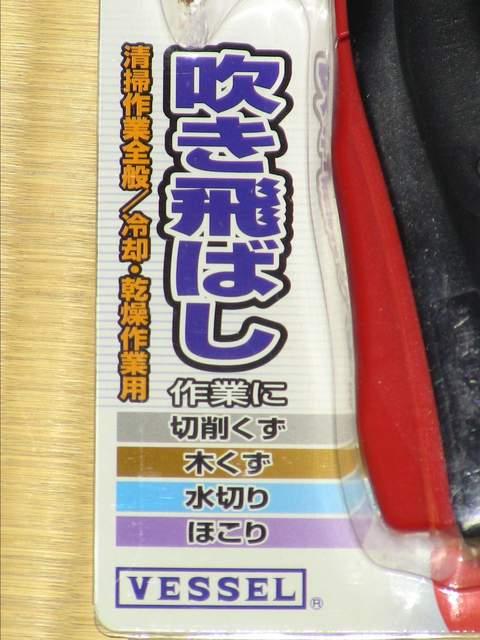 清掃作業全般／冷却・乾燥作業用
吹き飛ばし
作業に
切削くず
木くず
水切り
ほこり
VESSEL®